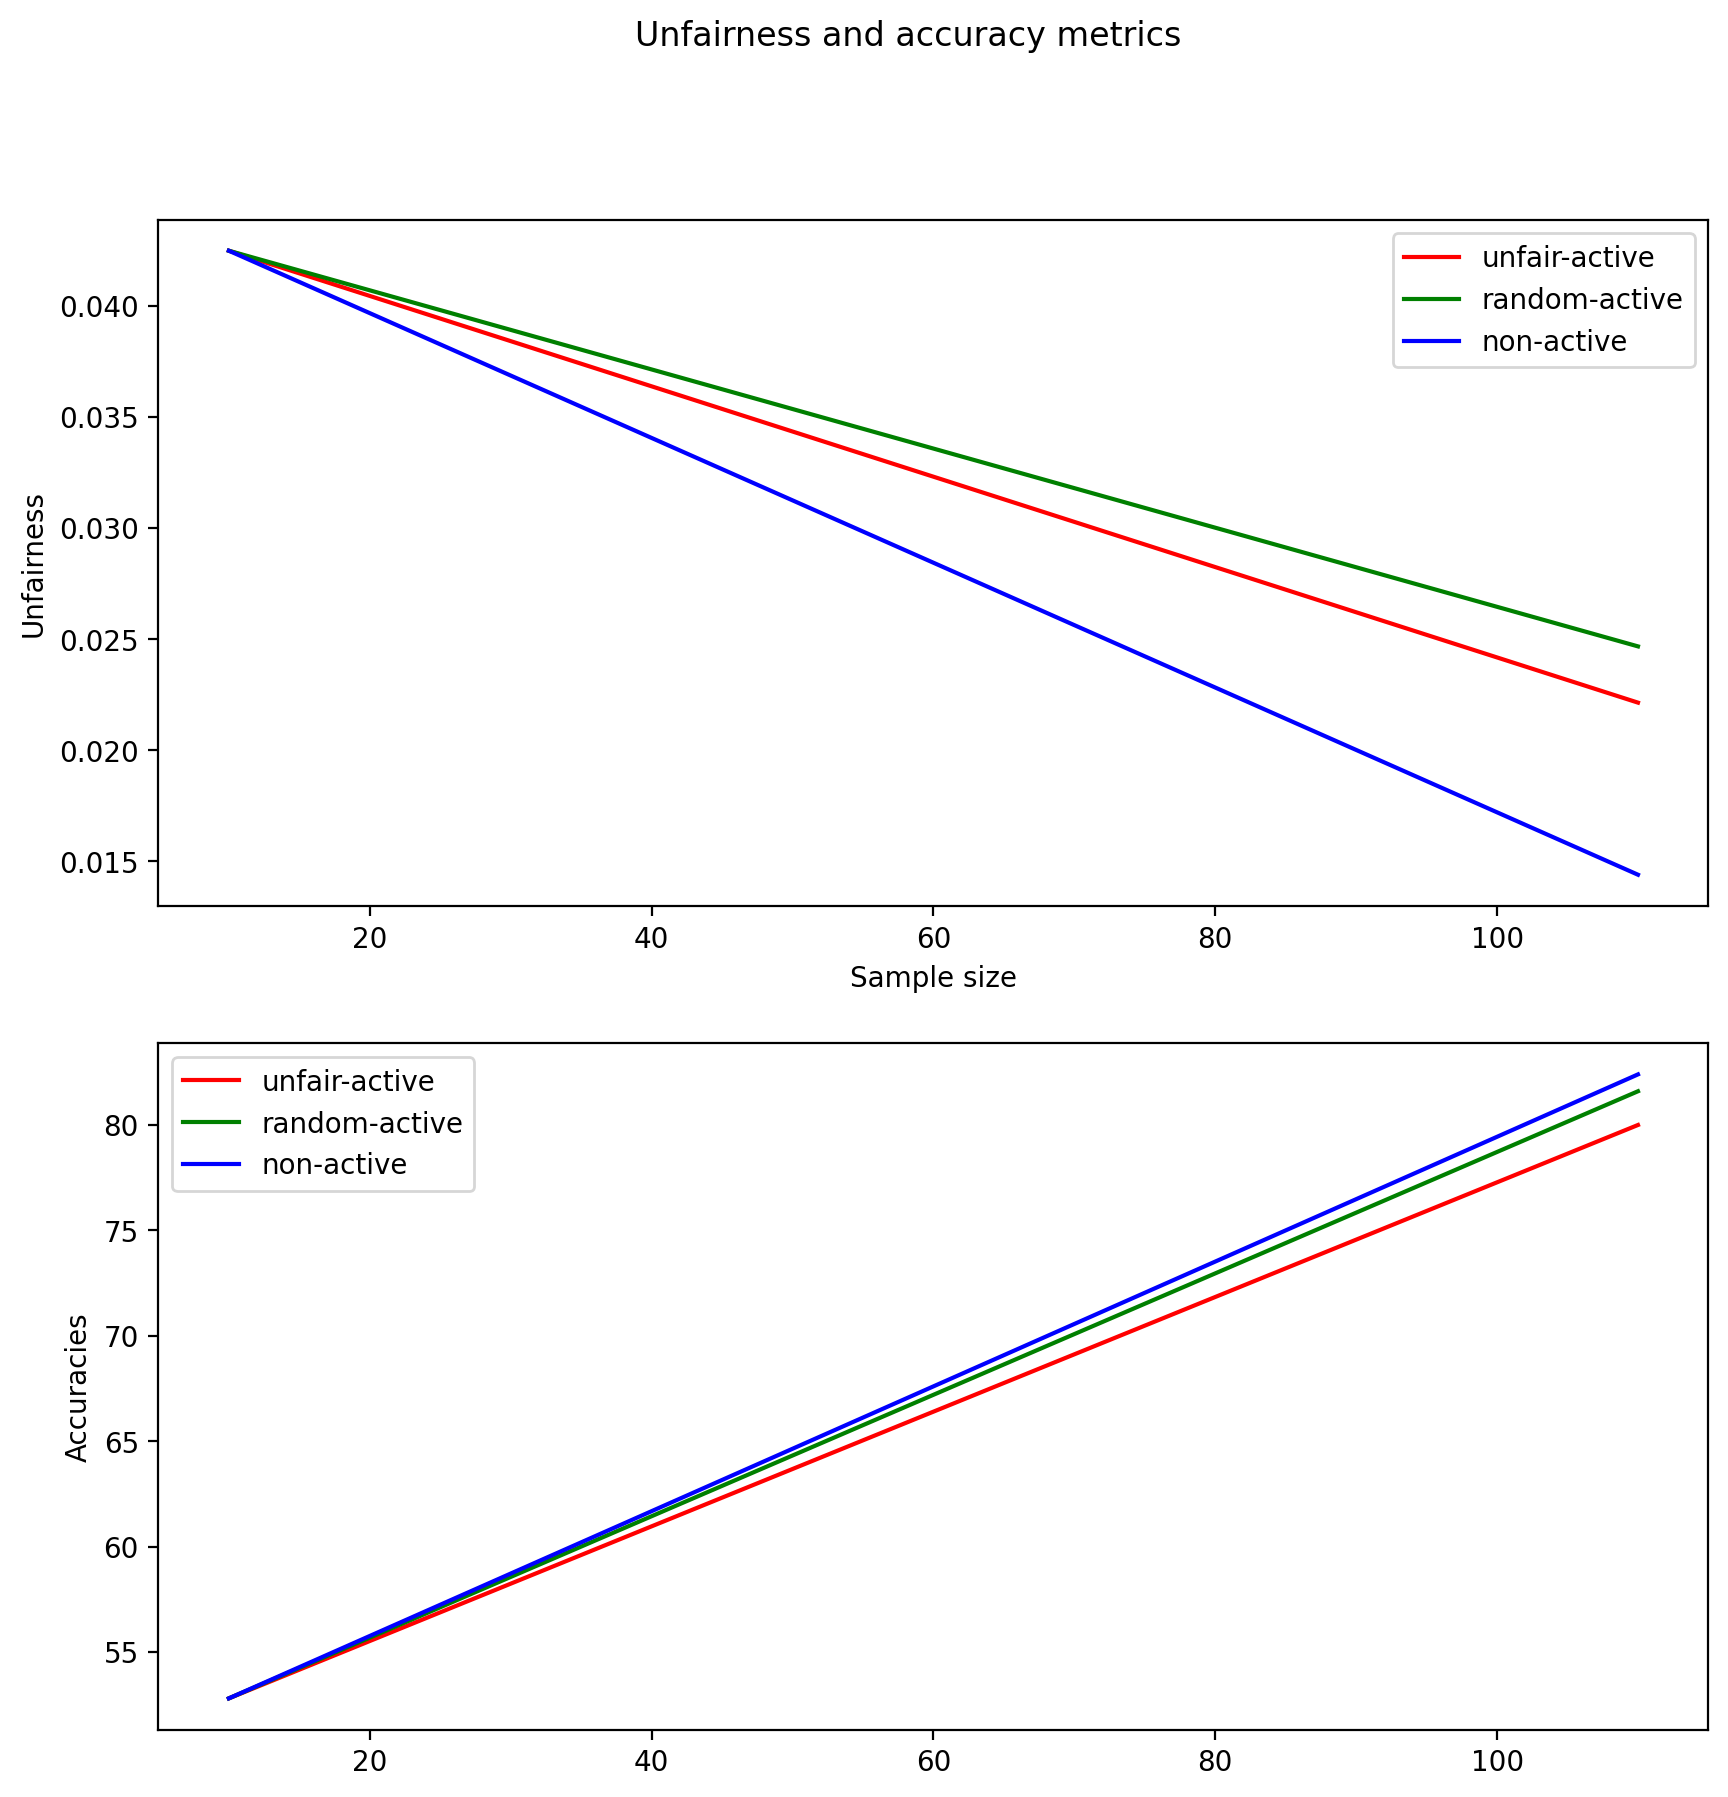 Unfairness and accuracy metrics
unfair-active
random-active
non-active
0.040
0.035
0.030
0.025
0.020
0.015
Unfairness
20 40 60 80 100
Sample size
unfair-active
random-active
non-active
80
75
70
65
60
55
Accuracies
20 40 60 80 100